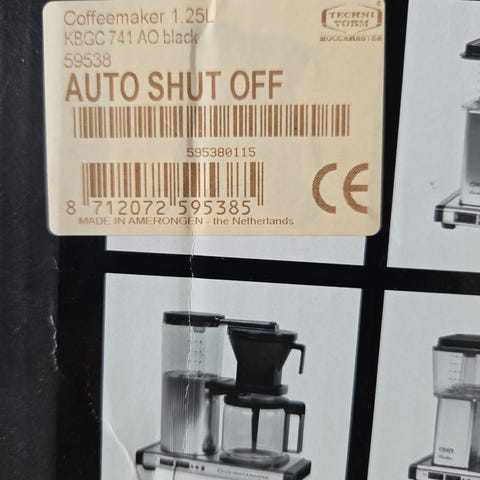 Coffeemaker 1.25L
KBGC 741 AO black
59538
AUTO SHUT OFF
595380115
8 712072 595385
MADE IN AMERONGEN - the Netherlands
TECHNI
VORM
MOCCAMASTER
CE
MOCCAMASTER